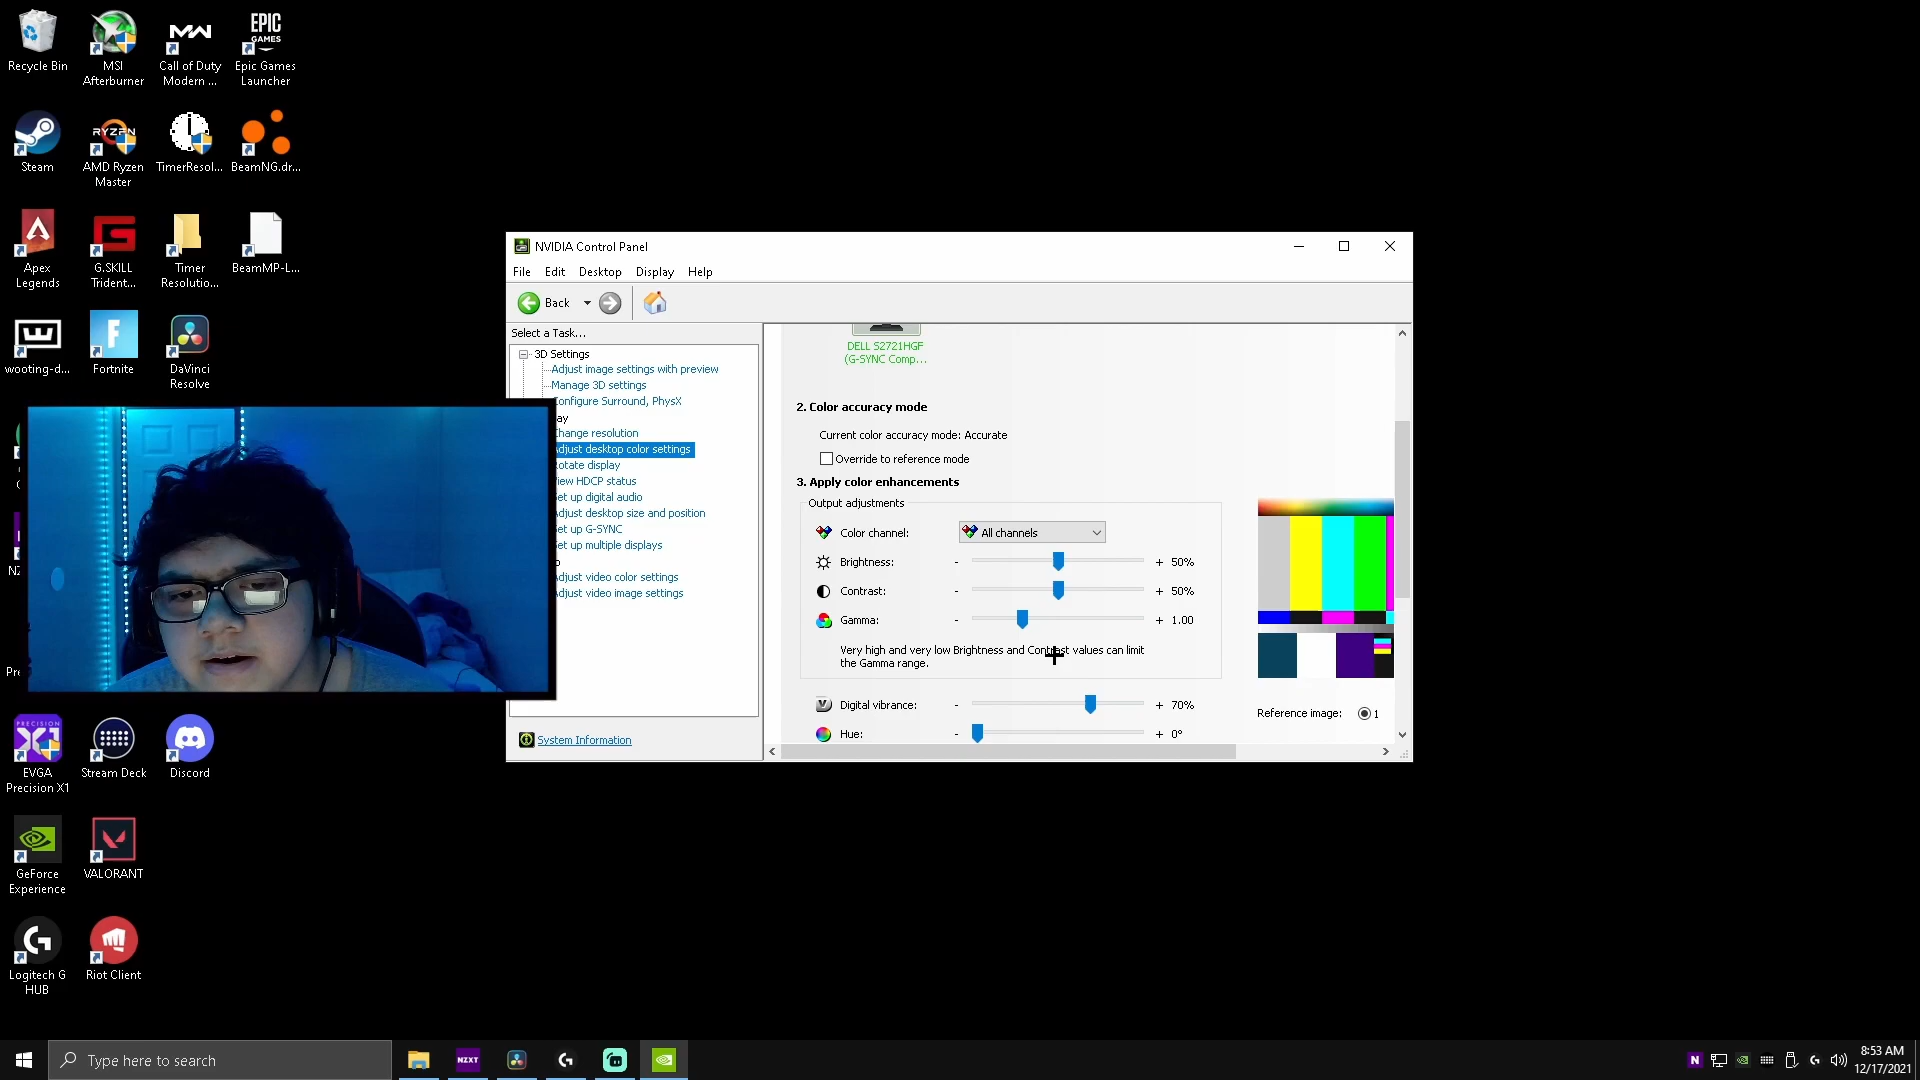 Recycle Bin
MSI
Afterburner
MW
Call of Duty
Modern ...
EPIC
GAMES
Epic Games
Launcher
Steam
RYZEN
AMD Ryzen
Master
TimerResol...
BeamNG.dr...
Apex
Legends
G.SKILL
Trident...
Timer
Resolutio...
BeamMP-L...
wooting-d...
Fortnite
DaVinci
Resolve
NZ
Pre
PRECISION
X1
EVGA
Precision X1
Stream Deck
Discord
GeForce
Experience
VALORANT
Logitech G
HUB
Riot Client
NVIDIA Control Panel
File Edit Desktop Display Help
Back
Select a Task...
3D Settings
Adjust image settings with preview
Manage 3D settings
onfigure Surround, PhysX
ay
hange resolution
djust desktop color settings
otate display
iew HDCP status
et up digital audio
djust desktop size and position
et up G-SYNC
et up multiple displays
o
djust video color settings
djust video image settings
System Information
DELL S2721HGF
(G-SYNC Comp...
2. Color accuracy mode
Current color accuracy mode: Accurate
Override to reference mode
3. Apply color enhancements
Output adjustments
Color channel: All channels
Brightness: - + 50%
Contrast: - + 50%
Gamma: - + 1.00
Very high and very low Brightness and Contrast values can limit
the Gamma range.
Digital vibrance: - + 70%
Hue: - + 0°
Reference image: 1
Type here to search
NZXT
N
8:53 AM
12/17/2021